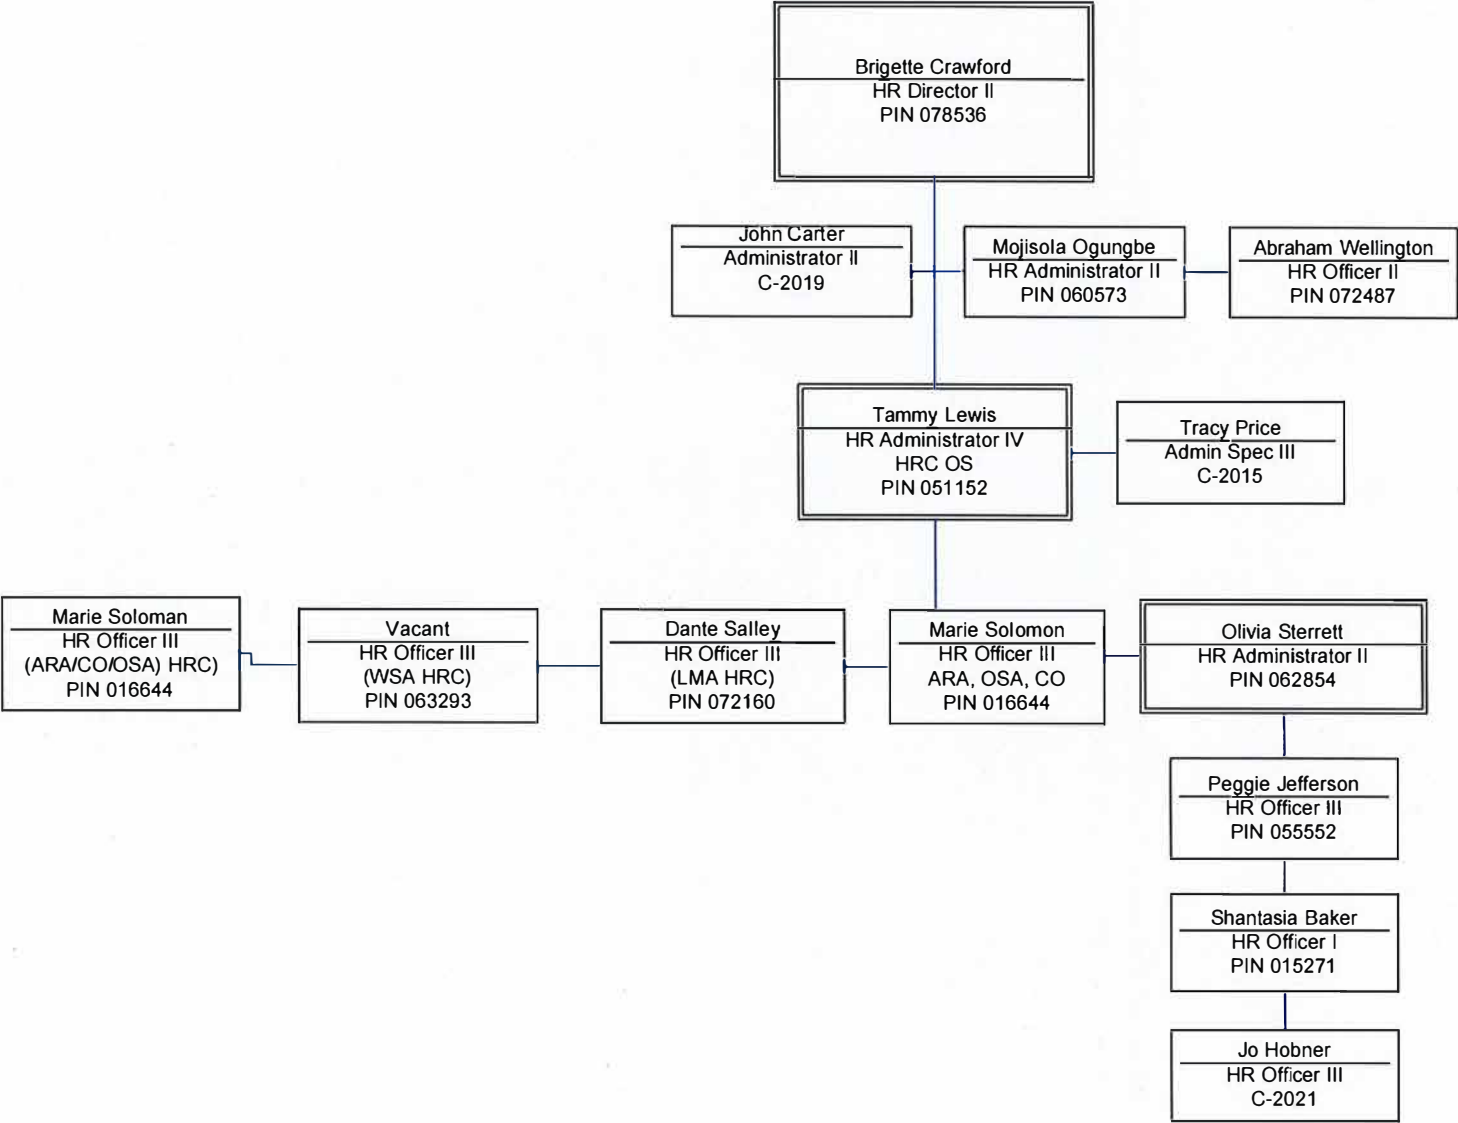 Brigette Crawford
HR Director II
PIN 078536
John Carter
Administrator II
C-2019
Mojisola Ogungbe
HR Administrator II
PIN 060573
Abraham Wellington
HR Officer II
PIN 072487
Tammy Lewis
HR Administrator IV
HRC OS
PIN 051152
Tracy Price
Admin Spec III
C-2015
Marie Soloman
HR Officer III
(ARA/CO/OSA) HRC)
PIN 016644
Vacant
HR Officer III
(WSA HRC)
PIN 063293
Dante Salley
HR Officer III
(LMA HRC)
PIN 072160
Marie Solomon
HR Officer III
ARA, OSA, CO
PIN 016644
Olivia Sterrett
HR Administrator II
PIN 062854
Peggie Jefferson
HR Officer III
PIN 055552
Shantasia Baker
HR Officer I
PIN 015271
Jo Hobner
HR Officer III
C-2021